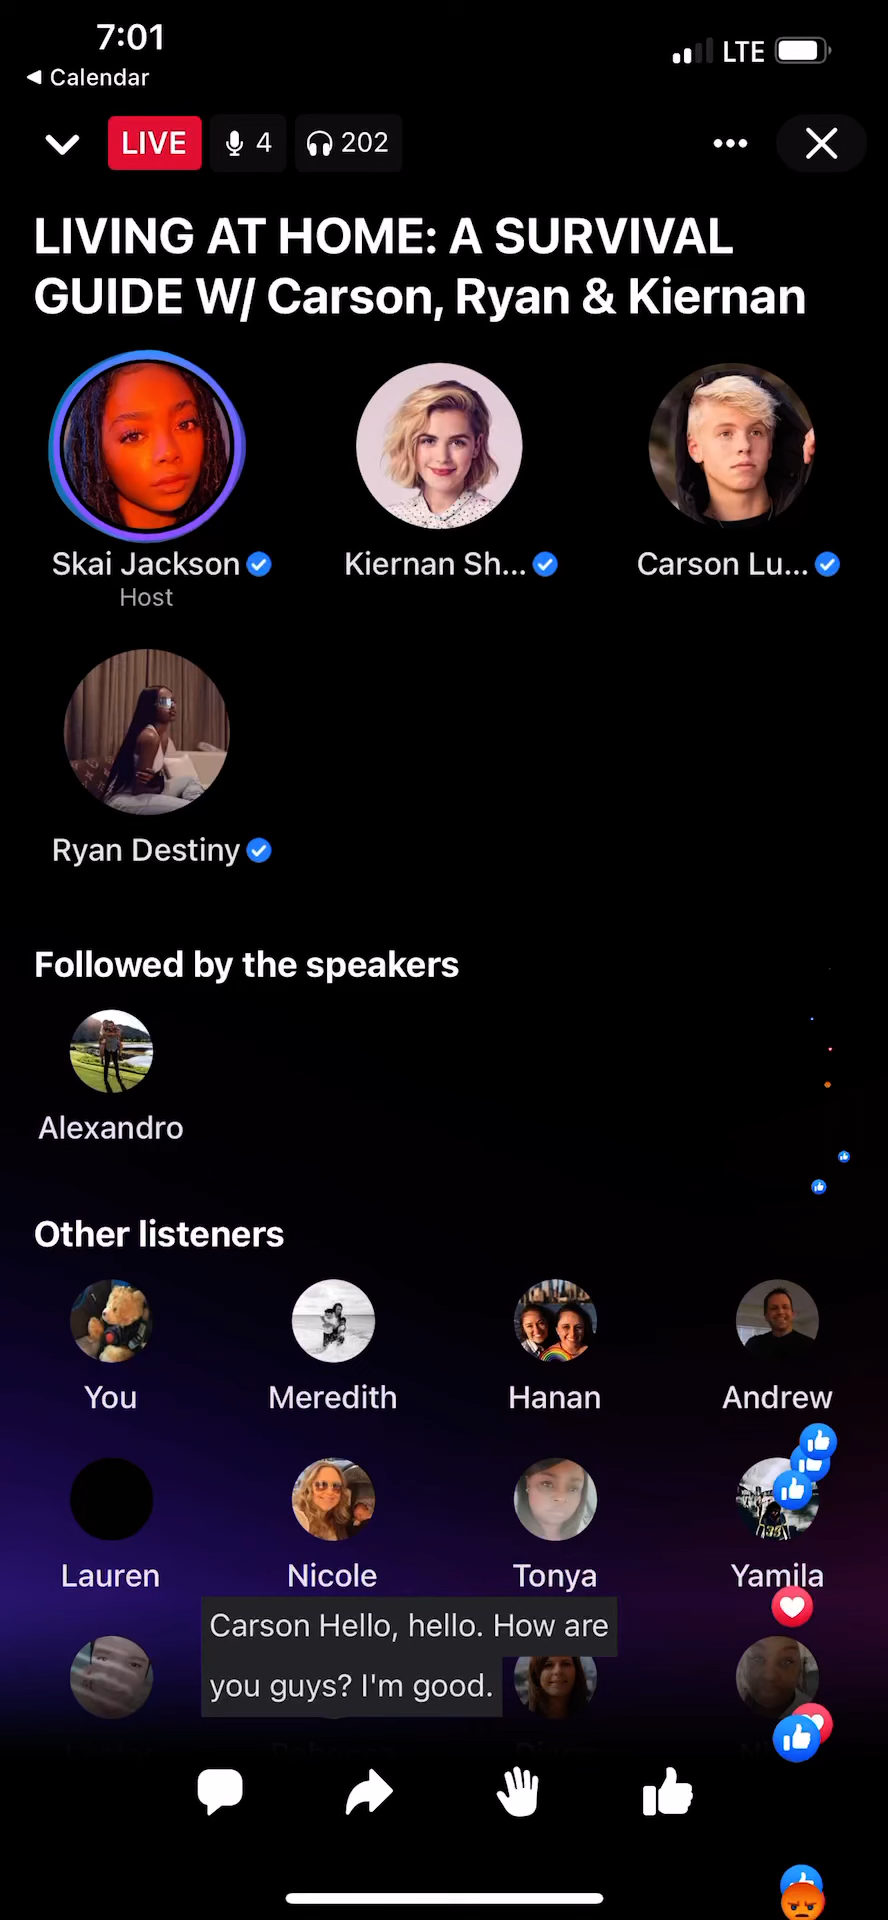 7:01
LTE
Calendar
LIVE 4 202
LIVING AT HOME: A SURVIVAL
GUIDE W/ Carson, Ryan & Kiernan
Skai Jackson Kiernan Sh... Carson Lu...
Host
Ryan Destiny
Followed by the speakers
Alexandro
Other listeners
You Meredith Hanan Andrew
Lauren Nicole Tonya Yamila
Carson Hello, hello. How are
you guys? I'm good.